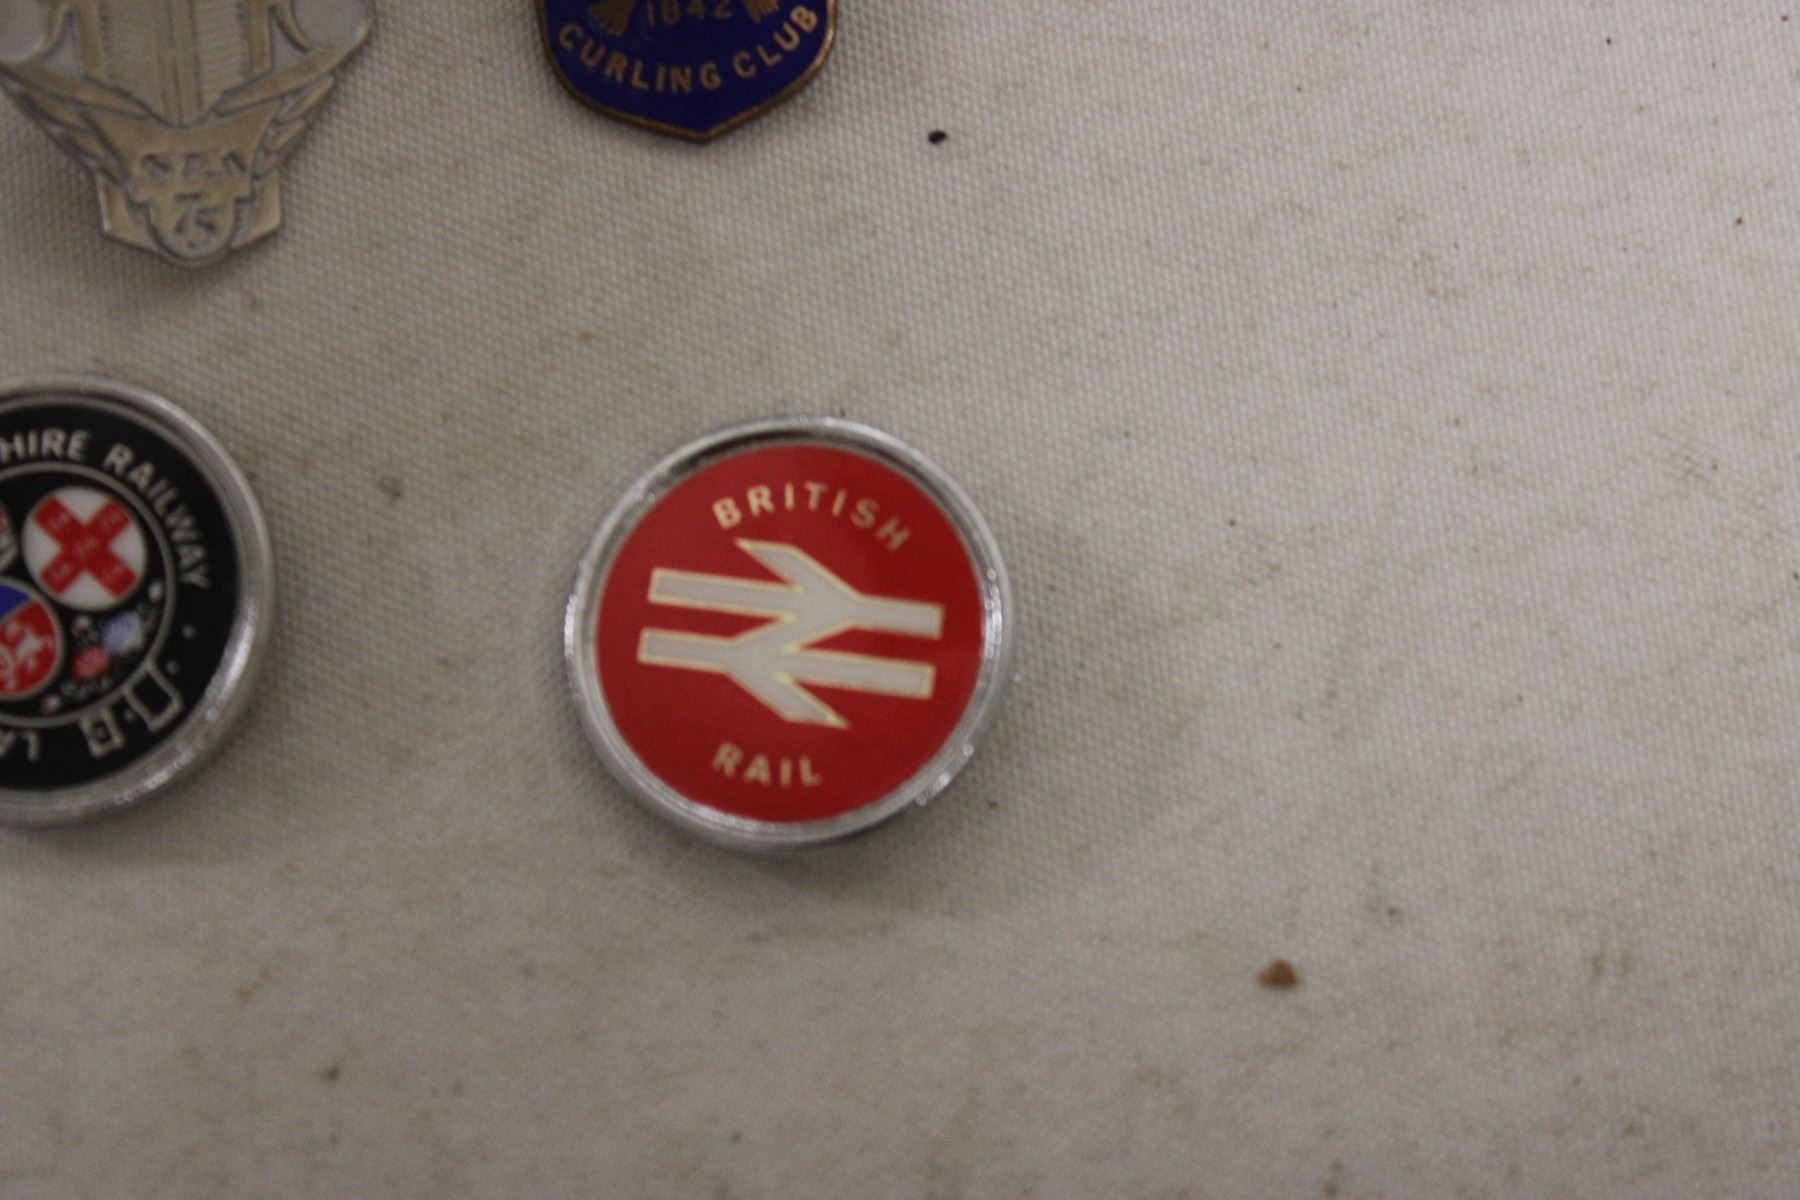 1842
CURLING CLUB
75
HIRE RAILWAY
BRITISH
RAIL